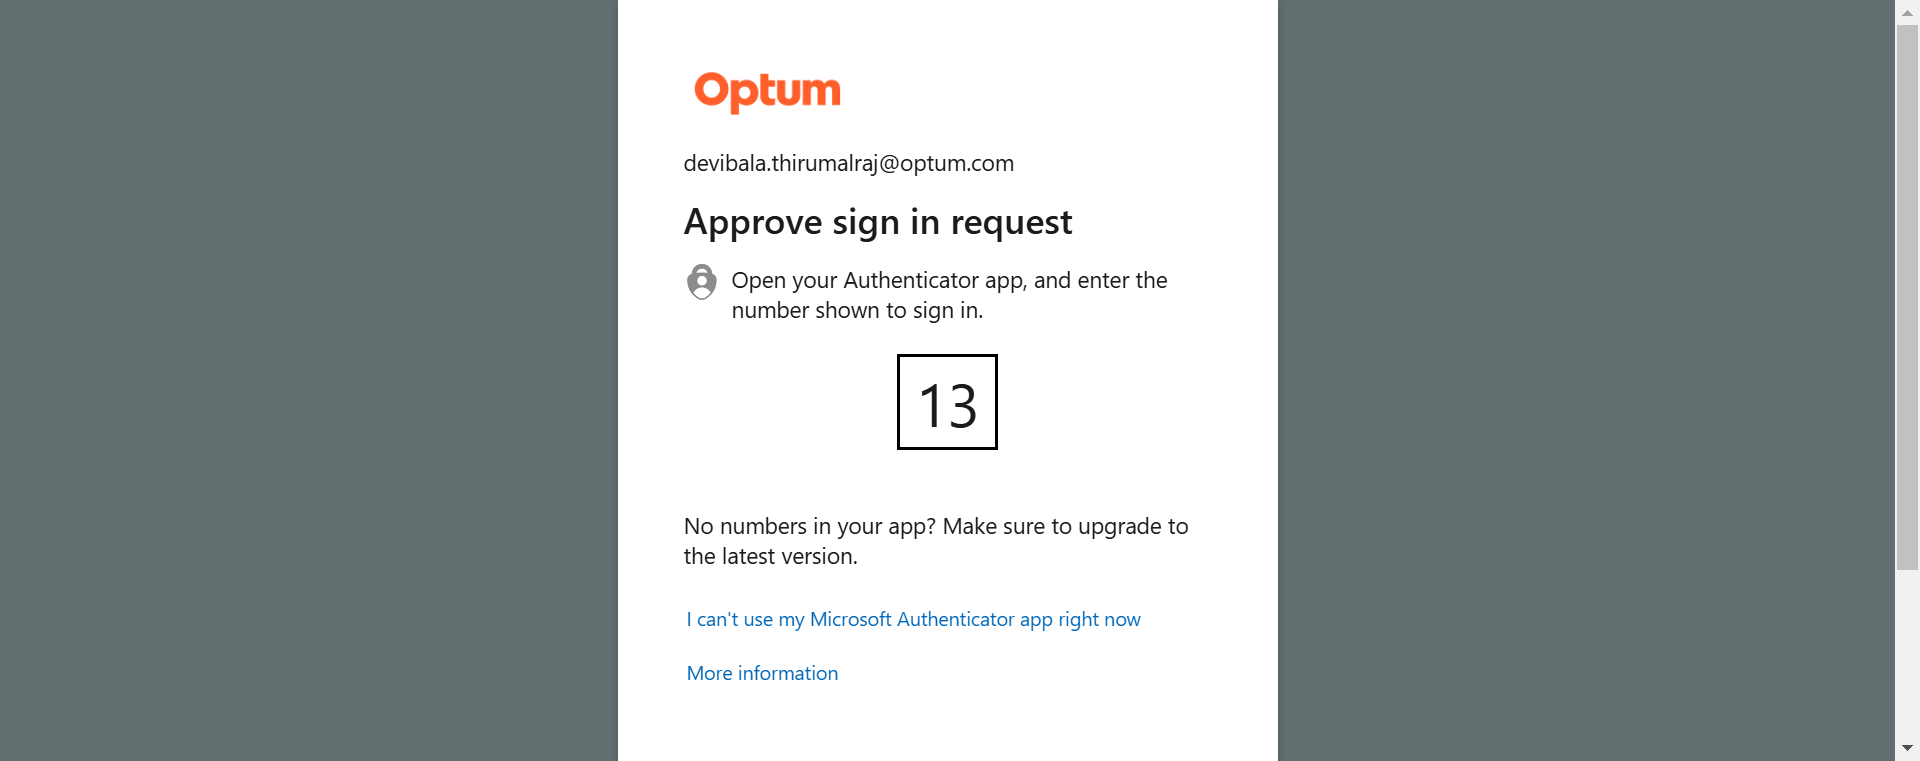 Optum
devibala.thirumalraj@optum.com
Approve sign in request
Open your Authenticator app, and enter the
number shown to sign in.
13
No numbers in your app? Make sure to upgrade to
the latest version.
I can't use my Microsoft Authenticator app right now
More information